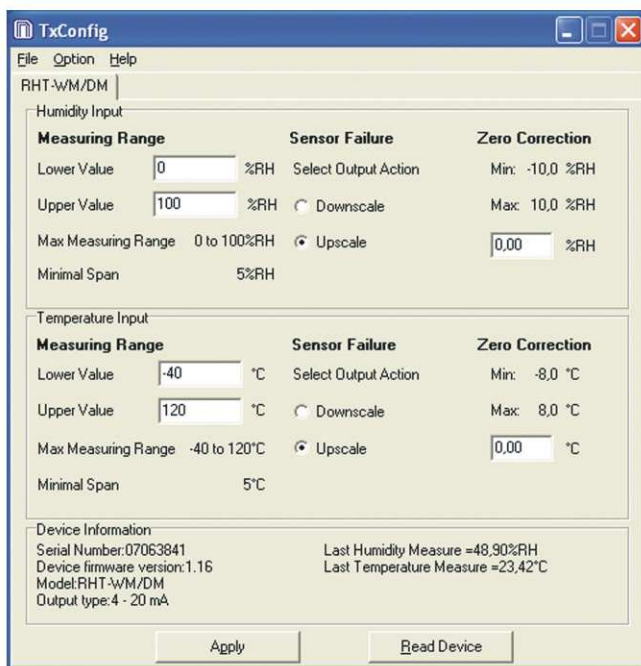 TxConfig
File Option Help
RHT-WM/DM
Humidity Input
Measuring Range Sensor Failure Zero Correction
Lower Value 0 %RH Select Output Action Min: -10,0 %RH
Upper Value 100 %RH Downscale Max: 10,0 %RH
Max Measuring Range 0 to 100%RH Upscale 0,00 %RH
Minimal Span 5%RH
Temperature Input
Measuring Range Sensor Failure Zero Correction
Lower Value -40 °C Select Output Action Min: -8,0 °C
Upper Value 120 °C Downscale Max: 8,0 °C
Max Measuring Range -40 to 120°C Upscale 0,00 °C
Minimal Span 5°C
Device Information
Serial Number:07063841 Last Humidity Measure =48,90%RH
Device firmware version:1.16 Last Temperature Measure =23,42°C
Model:RHT-WM/DM
Output type:4 - 20 mA
Apply Read Device